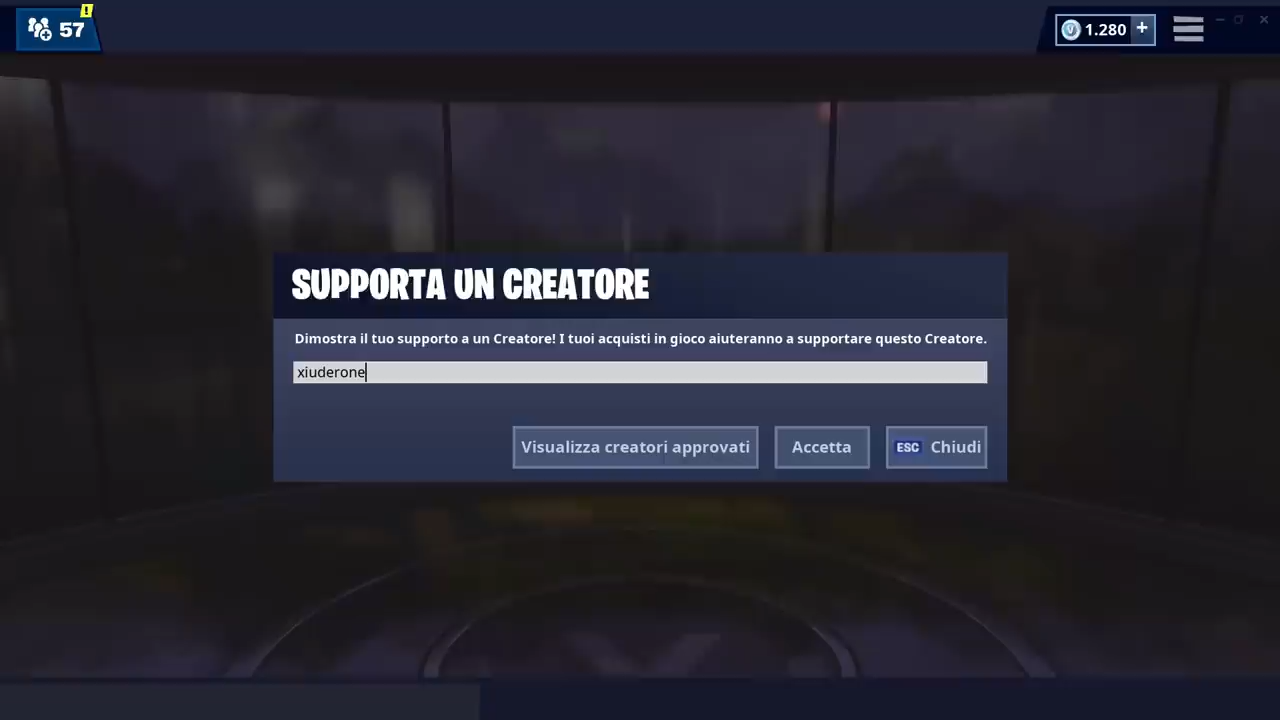 57
!
1.280 +
SUPPORTA UN CREATORE
Dimostra il tuo supporto a un Creatore! I tuoi acquisti in gioco aiuteranno a supportare questo Creatore.
xiuderone
Visualizza creatori approvati
Accetta
ESC Chiudi